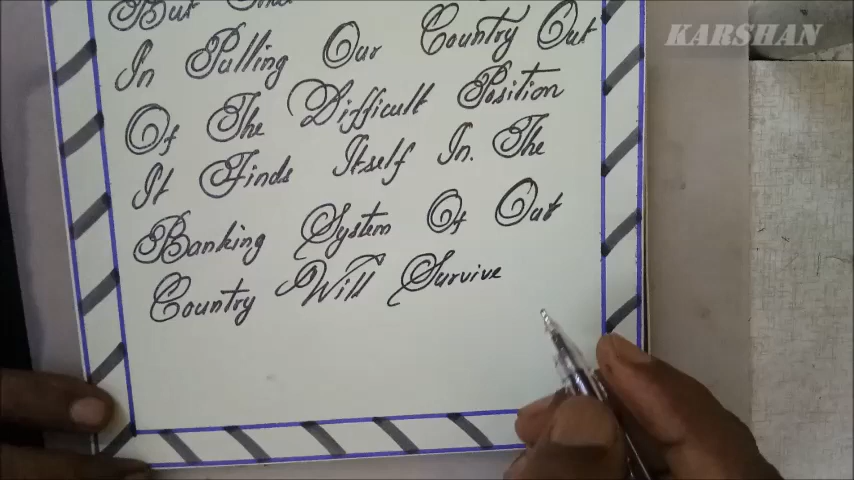 But
In Pulling Our Country Out
Of The Difficult Position
It Finds Itself In. The
Banking System Of Out
Country Will Survive
KARSHAN